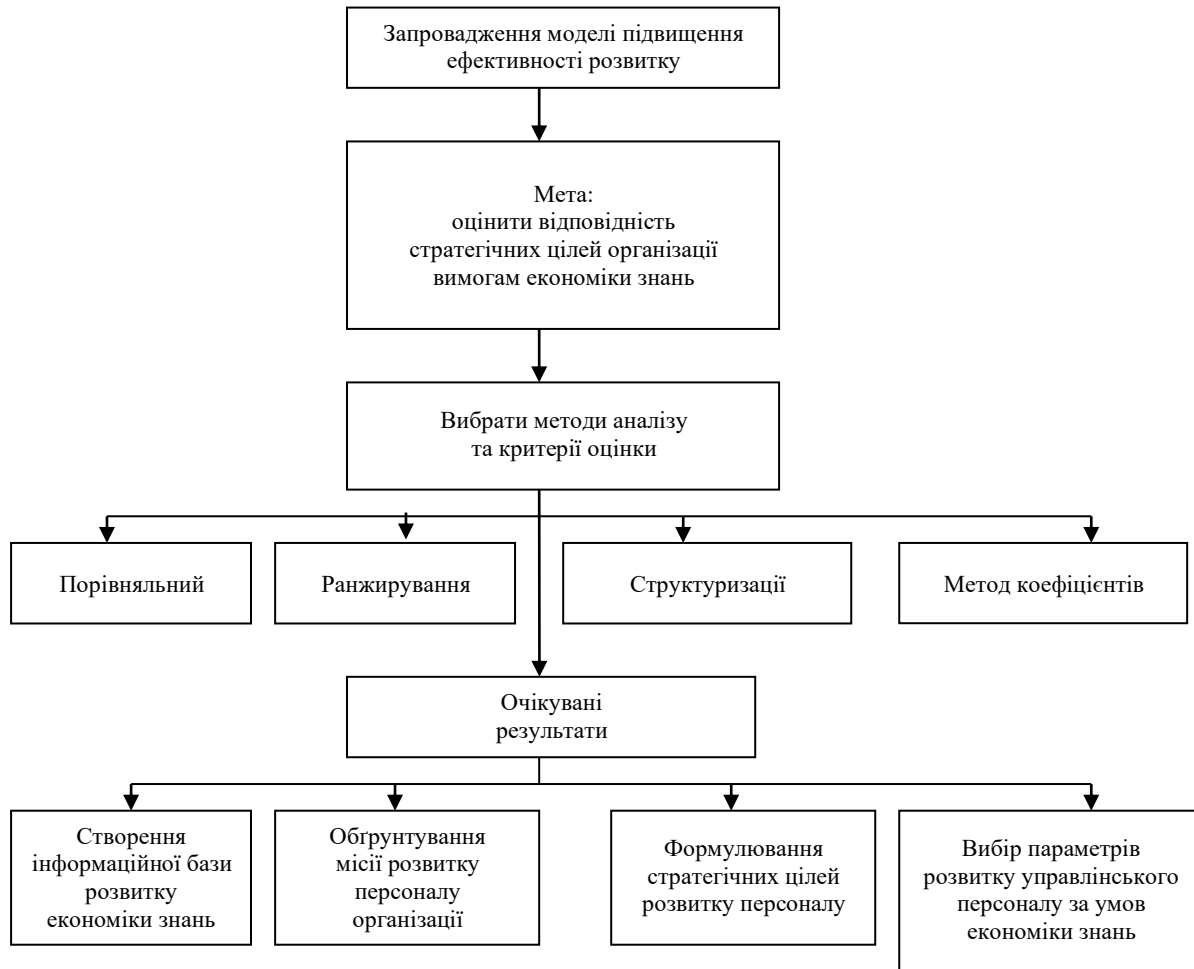 Запровадження моделі підвищення
ефективності розвитку
Мета:
оцінити відповідність
стратегічних цілей організації
вимогам економіки знань
Вибрати методи аналізу
та критерії оцінки
Порівняльний
Ранжирування
Структуризації
Метод коефіцієнтів
Очікувані
результати
Створення
інформаційної бази
розвитку
економіки знань
Обґрунтування
місії розвитку
персоналу
організації
Формулювання
стратегічних цілей
розвитку персоналу
Вибір параметрів
розвитку управлінського
персоналу за умов
економіки знань